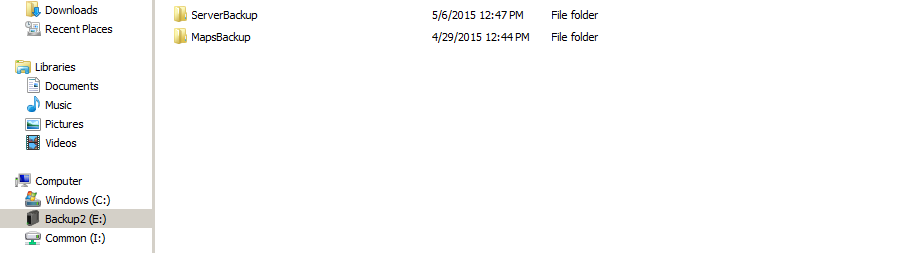 Downloads
Recent Places
Libraries
Documents
Music
Pictures
Videos
Computer
Windows (C:)
Backup2 (E:)
Common (I:)
ServerBackup 5/6/2015 12:47 PM File folder
MapsBackup 4/29/2015 12:44 PM File folder